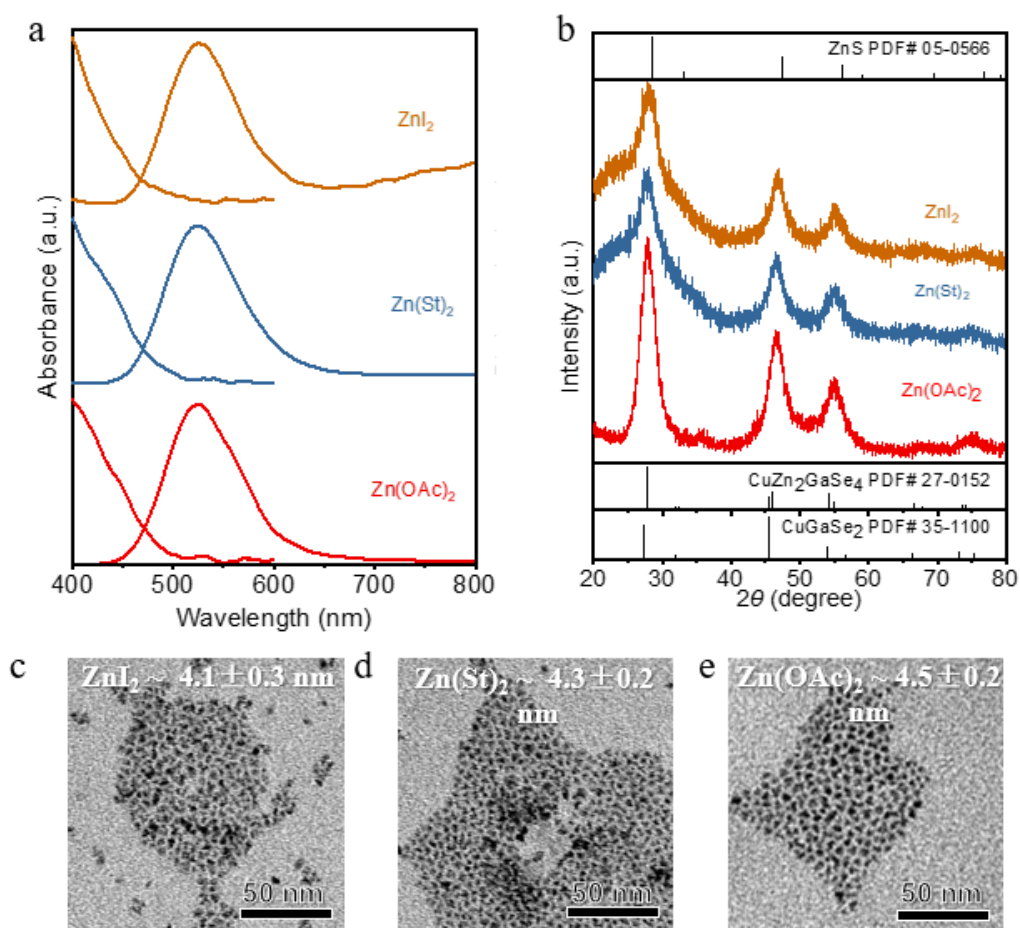 a
ZnI2
Zn(St)2
Zn(OAc)2
Absorbance (a.u.)
400 500 600 700 800
Wavelength (nm)
b
ZnS PDF# 05-0566
ZnI2
Zn(St)2
Zn(OAc)2
Intensity (a.u.)
CuZn2GaSe4 PDF# 27-0152
CuGaSe2 PDF# 35-1100
20 30 40 50 60 70 80
2θ (degree)
c
ZnI2 ~ 4.1±0.3 nm
50 nm
d
Zn(St)2 ~ 4.3±0.2
nm
50 nm
e
Zn(OAc)2 ~ 4.5±0.2
nm
50 nm